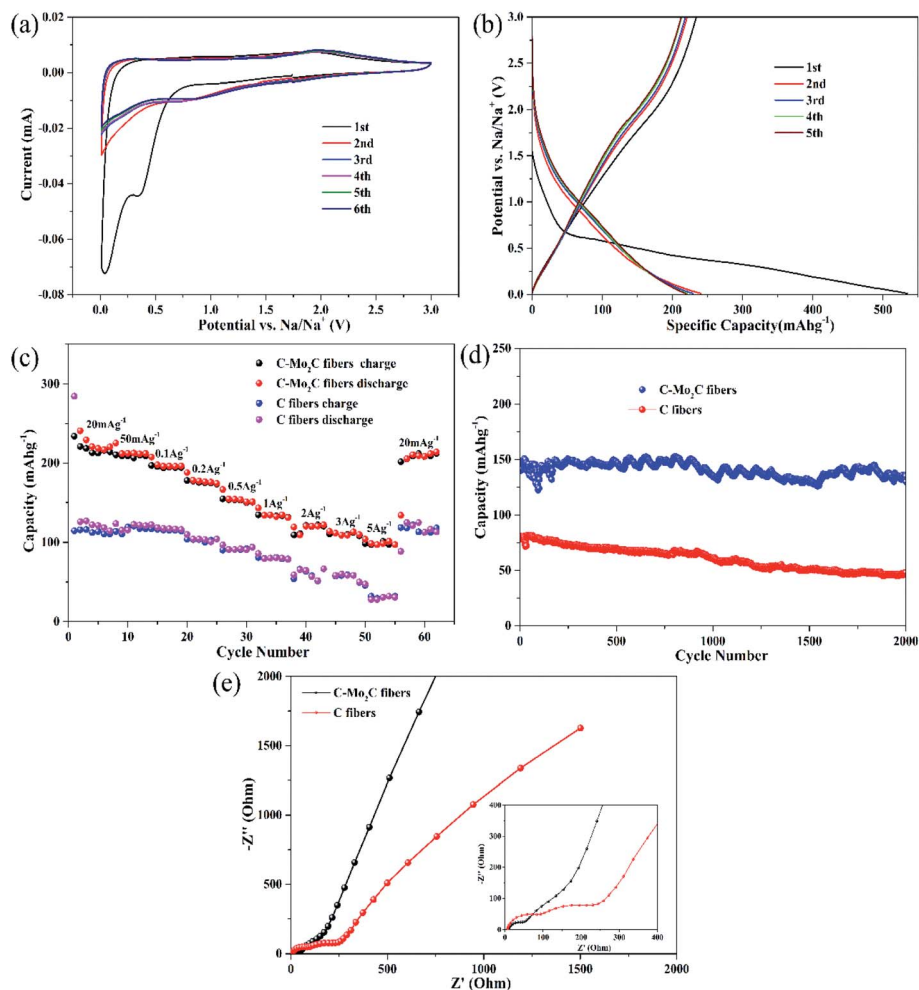 (a)
0.02
0.00
-0.02
-0.04
-0.06
-0.08
Current (mA)
1st
2nd
3rd
4th
5th
6th
0.0 0.5 1.0 1.5 2.0 2.5 3.0
Potential vs. Na/Na⁺ (V)
(b)
3.0
2.5
2.0
1.5
1.0
0.5
0.0
Potential vs. Na/Na⁺ (V)
1st
2nd
3rd
4th
5th
0 100 200 300 400 500
Specific Capacity(mAhg⁻¹)
(c)
300
200
100
0
Capacity (mAhg⁻¹)
C-Mo₂C fibers charge
C-Mo₂C fibers discharge
C fibers charge
C fibers discharge
20mAg⁻¹
50mAg⁻¹
0.1Ag⁻¹
0.2Ag⁻¹
0.5Ag⁻¹
1Ag⁻¹
2Ag⁻¹
3Ag⁻¹
5Ag⁻¹
20mAg⁻¹
0 10 20 30 40 50 60
Cycle Number
(d)
250
200
150
100
50
0
Capacity (mAhg⁻¹)
C-Mo₂C fibers
C fibers
0 500 1000 1500 2000
Cycle Number
(e)
2000
1500
1000
500
0
-Z'' (Ohm)
C-Mo₂C fibers
C fibers
400
300
200
100
0
-Z'' (Ohm)
0 100 200 300 400
Z' (Ohm)
0 500 1000 1500 2000
Z' (Ohm)